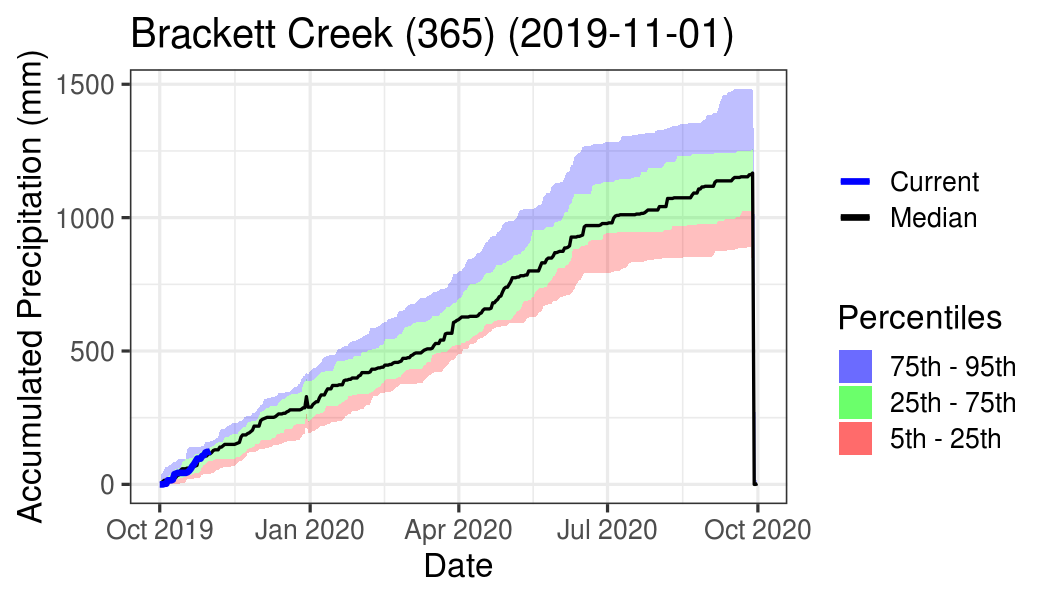 Brackett Creek (365) (2019-11-01)
Accumulated Precipitation (mm)
1500
1000
500
0
Oct 2019
Jan 2020
Apr 2020
Jul 2020
Oct 2020
Date
Current
Median
Percentiles
75th - 95th
25th - 75th
5th - 25th